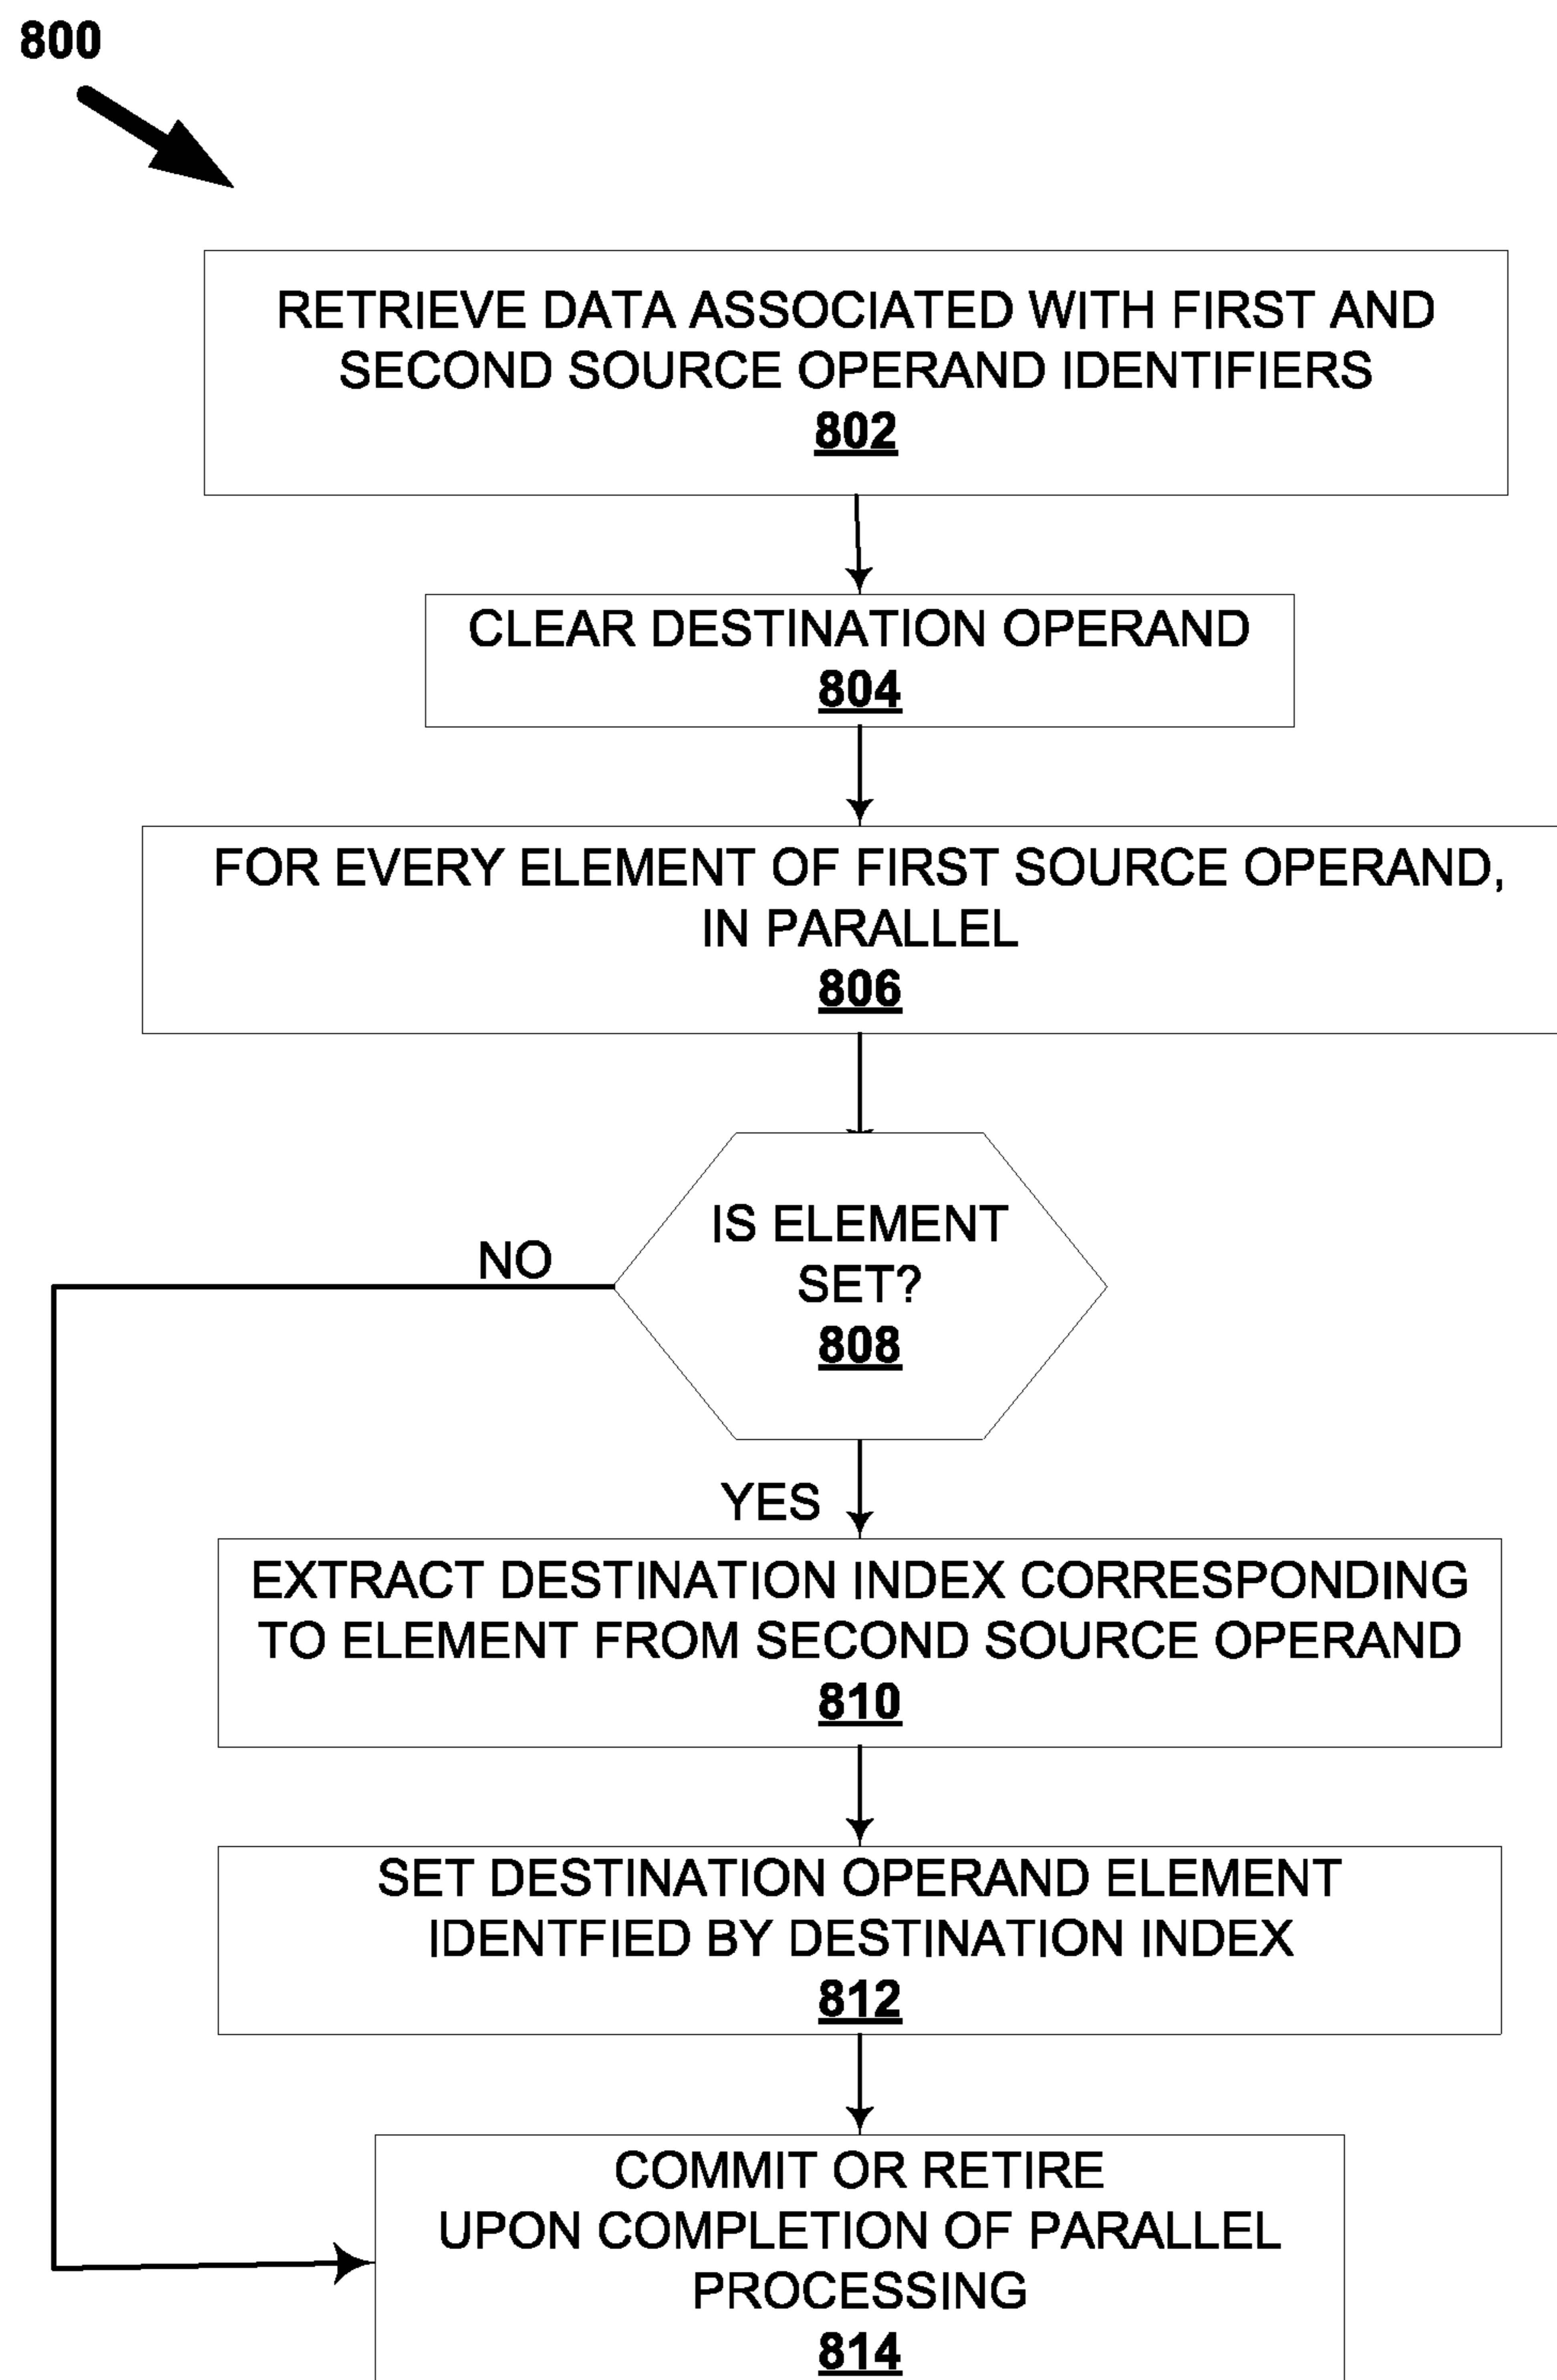 800
RETRIEVE DATA ASSOCIATED WITH FIRST AND
SECOND SOURCE OPERAND IDENTIFIERS
802
CLEAR DESTINATION OPERAND
804
FOR EVERY ELEMENT OF FIRST SOURCE OPERAND,
IN PARALLEL
806
IS ELEMENT
SET?
808
NO
YES
EXTRACT DESTINATION INDEX CORRESPONDING
TO ELEMENT FROM SECOND SOURCE OPERAND
810
SET DESTINATION OPERAND ELEMENT
IDENTFIED BY DESTINATION INDEX
812
COMMIT OR RETIRE
UPON COMPLETION OF PARALLEL
PROCESSING
814